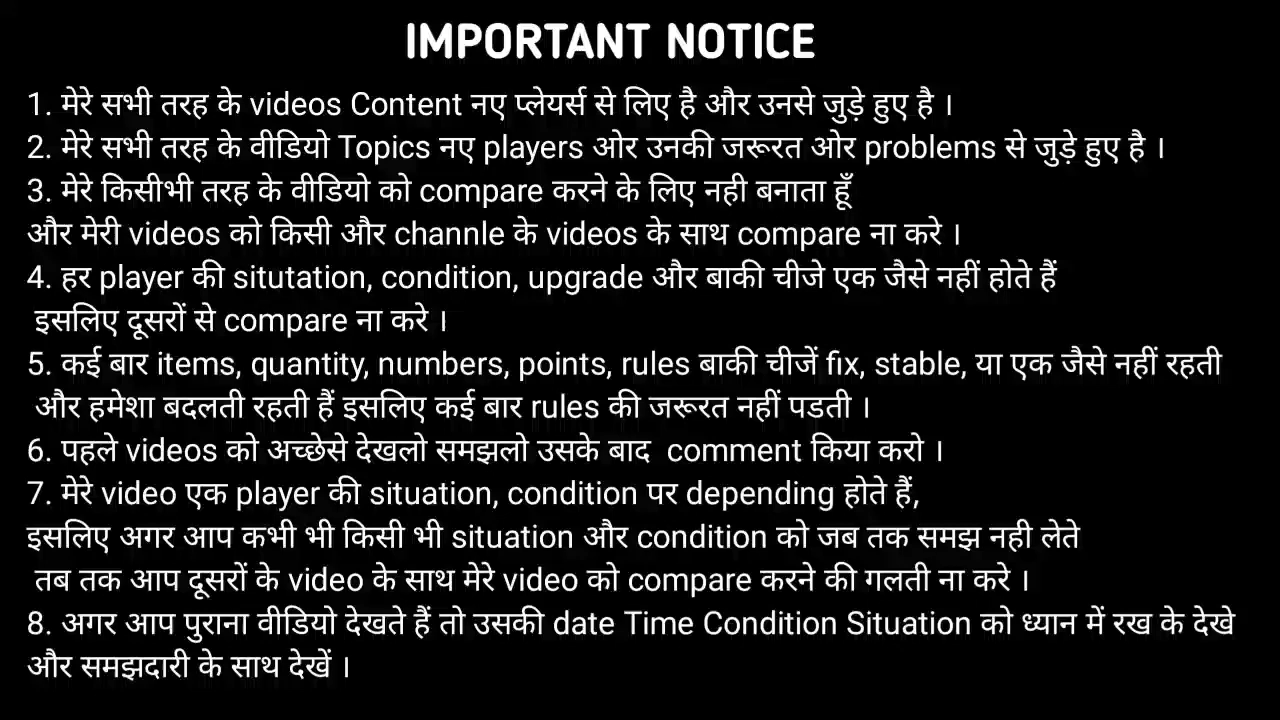 IMPORTANT NOTICE
1. मेरे सभी तरह के videos Content नए प्लेयर्स से लिए है और उनसे जुड़े हुए है ।
2. मेरे सभी तरह के वीडियो Topics नए players ओर उनकी जरूरत ओर problems से जुड़े हुए है ।
3. मेरे किसीभी तरह के वीडियो को compare करने के लिए नही बनाता हूँ
और मेरी videos को किसी और channle के videos के साथ compare ना करे ।
4. हर player की situtation, condition, upgrade और बाकी चीजे एक जैसे नहीं होते हैं
इसलिए दूसरों से compare ना करे ।
5. कई बार items, quantity, numbers, points, rules बाकी चीजें fix, stable, या एक जैसे नहीं रहती
और हमेशा बदलती रहती हैं इसलिए कई बार rules की जरूरत नहीं पडती ।
6. पहले videos को अच्छेसे देखलो समझलो उसके बाद comment किया करो ।
7. मेरे video एक player की situation, condition पर depending होते हैं,
इसलिए अगर आप कभी भी किसी भी situation और condition को जब तक समझ नही लेते
तब तक आप दूसरों के video के साथ मेरे video को compare करने की गलती ना करे ।
8. अगर आप पुराना वीडियो देखते हैं तो उसकी date Time Condition Situation को ध्यान में रख के देखे
और समझदारी के साथ देखें ।